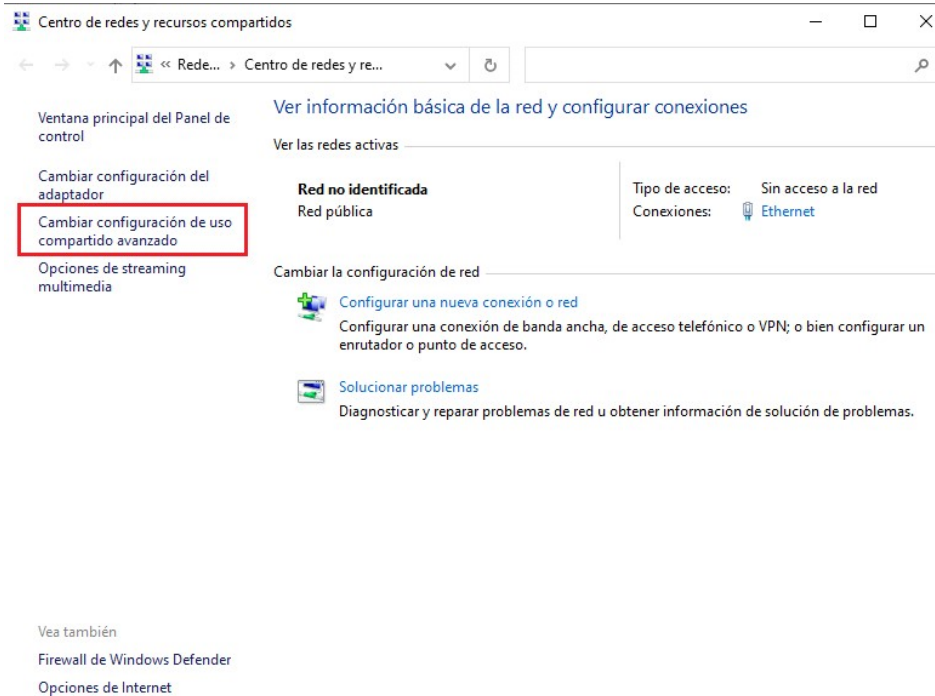 Centro de redes y recursos compartidos
« Rede... › Centro de redes y re...
Ventana principal del Panel de
control
Cambiar configuración del
adaptador
Cambiar configuración de uso
compartido avanzado
Opciones de streaming
multimedia
Ver información básica de la red y configurar conexiones
Ver las redes activas
Red no identificada
Red pública
Tipo de acceso: Sin acceso a la red
Conexiones: Ethernet
Cambiar la configuración de red
Configurar una nueva conexión o red
Configurar una conexión de banda ancha, de acceso telefónico o VPN; o bien configurar un
enrutador o punto de acceso.
Solucionar problemas
Diagnosticar y reparar problemas de red u obtener información de solución de problemas.
Vea también
Firewall de Windows Defender
Opciones de Internet